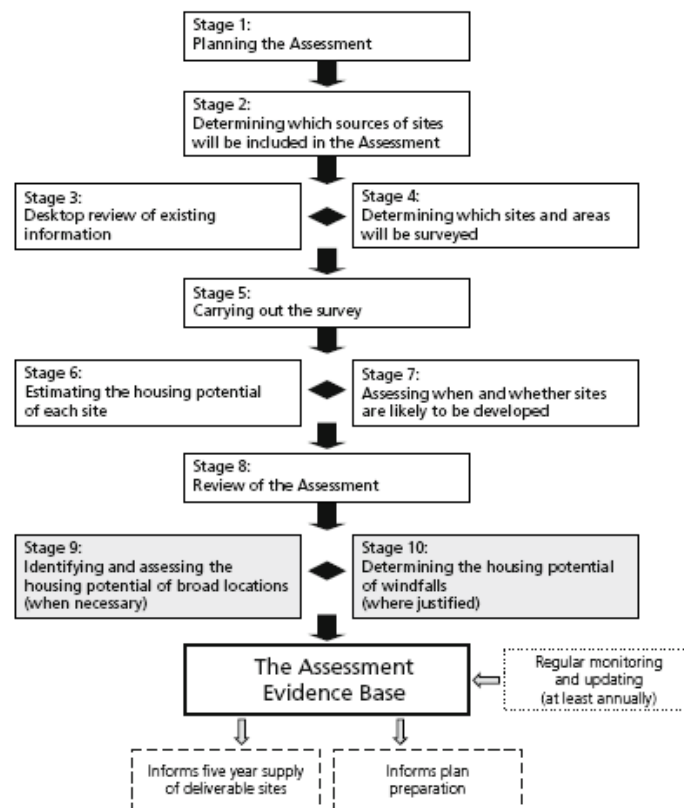 Stage 1:
Planning the Assessment
Stage 2:
Determining which sources of sites
will be included in the Assessment
Stage 3:
Desktop review of existing
information
Stage 4:
Determining which sites and areas
will be surveyed
Stage 5:
Carrying out the survey
Stage 6:
Estimating the housing potential
of each site
Stage 7:
Assessing when and whether sites
are likely to be developed
Stage 8:
Review of the Assessment
Stage 9:
Identifying and assessing the
housing potential of broad locations
(when necessary)
Stage 10:
Determining the housing potential
of windfalls
(where justified)
The Assessment
Evidence Base
Regular monitoring
and updating
(at least annually)
Informs five year supply
of deliverable sites
Informs plan
preparation